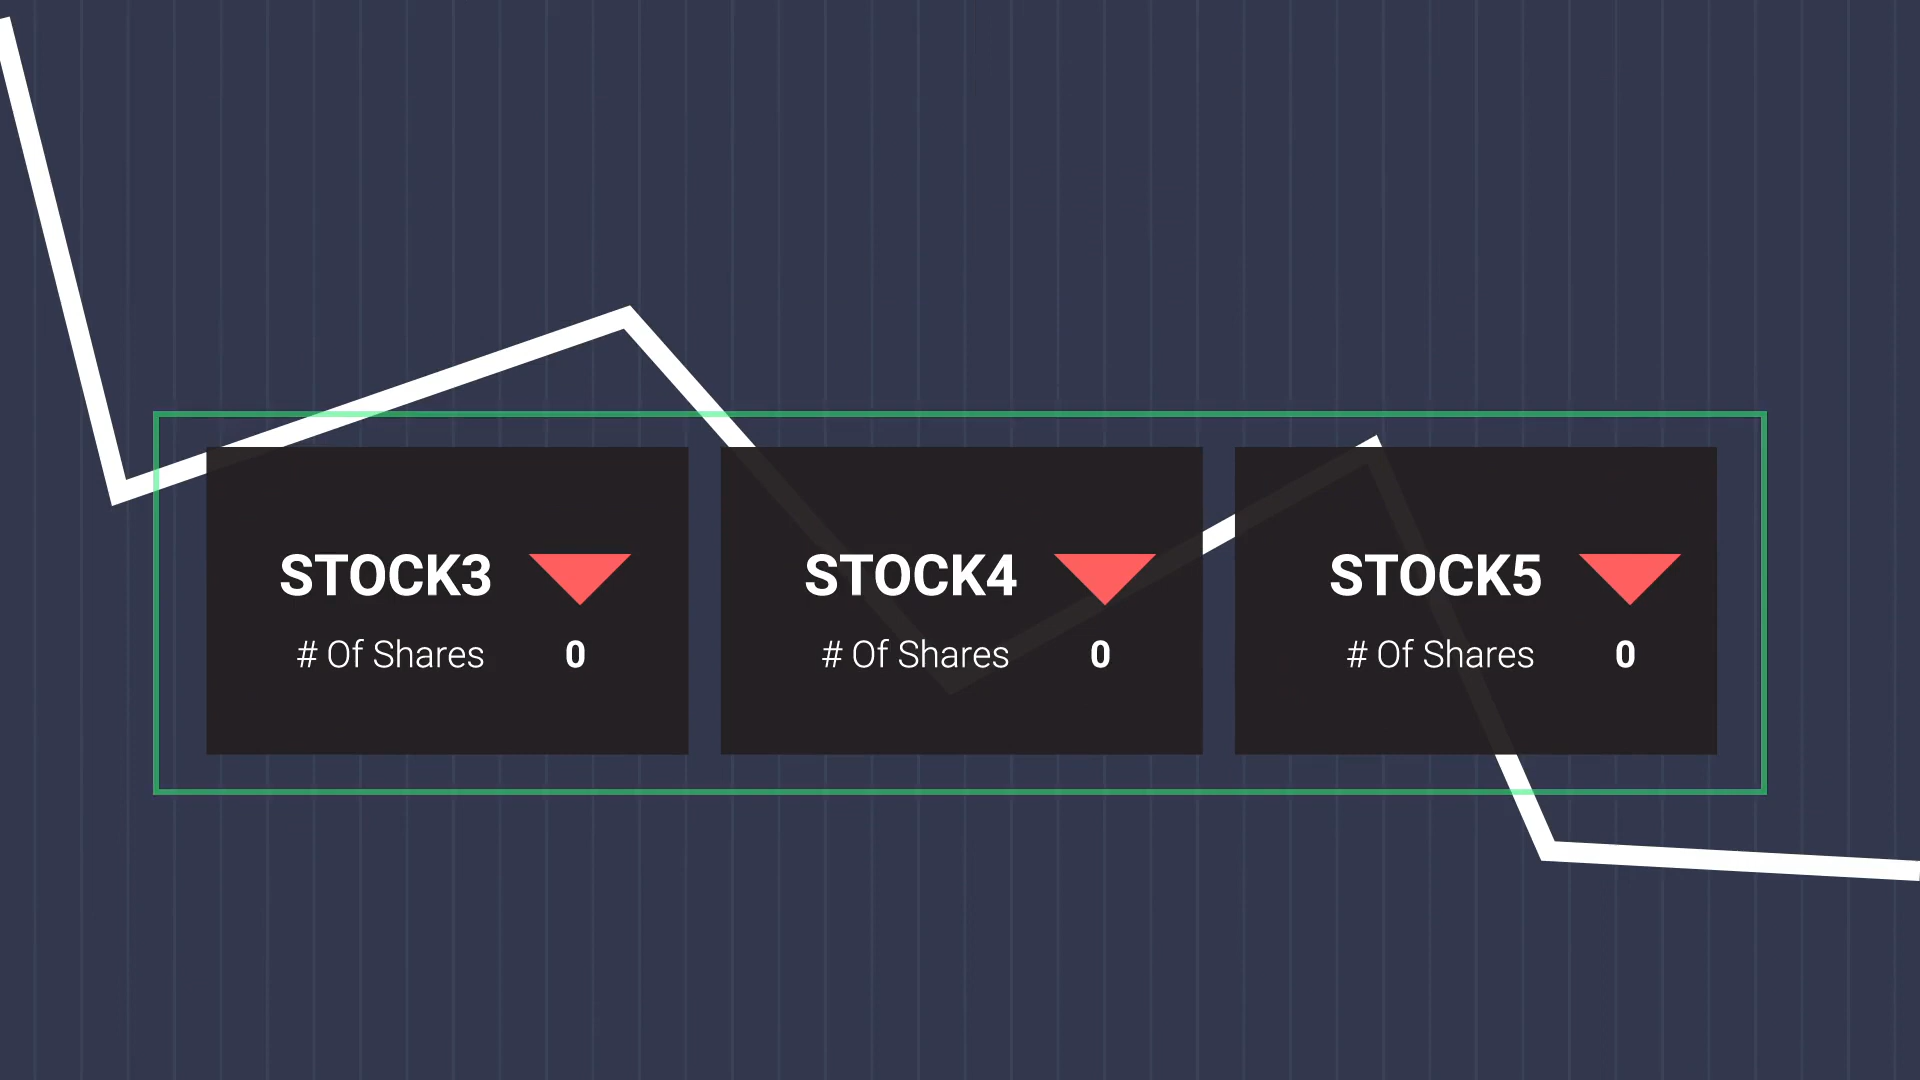 STOCK3
# Of Shares 0
STOCK4
# Of Shares 0
STOCK5
# Of Shares 0